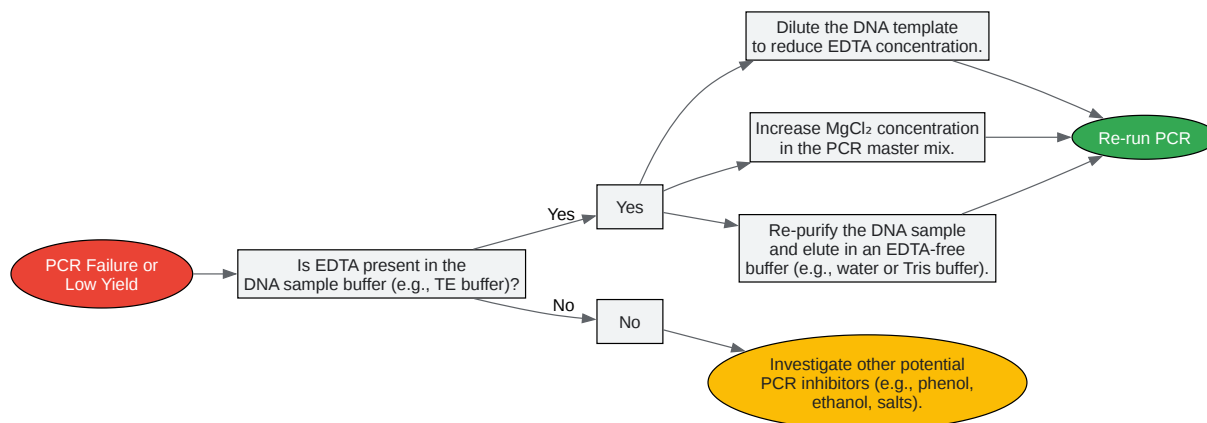 PCR Failure or
Low Yield
Is EDTA present in the
DNA sample buffer (e.g., TE buffer)?
Yes
Yes
Dilute the DNA template
to reduce EDTA concentration.
Increase MgCl₂ concentration
in the PCR master mix.
Re-purify the DNA sample
and elute in an EDTA-free
buffer (e.g., water or Tris buffer).
Re-run PCR
No
No
Investigate other potential
PCR inhibitors (e.g., phenol,
ethanol, salts).